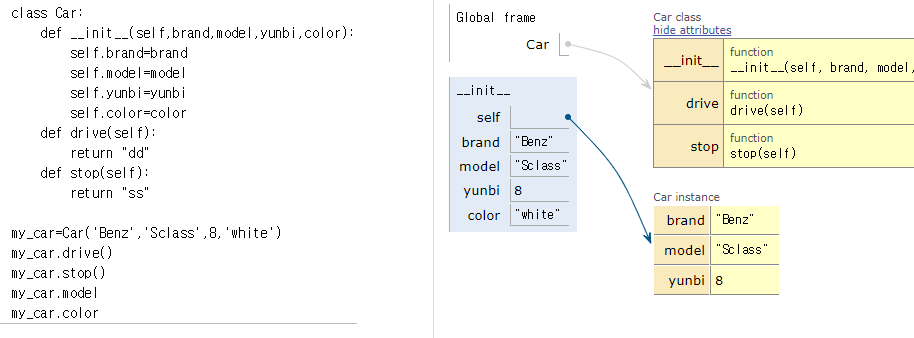 class Car:
    def __init__(self,brand,model,yunbi,color):
        self.brand=brand
        self.model=model
        self.yunbi=yunbi
        self.color=color
    def drive(self):
        return "dd"
    def stop(self):
        return "ss"
my_car=Car('Benz','Sclass',8,'white')
my_car.drive()
my_car.stop()
my_car.model
my_car.color
Global frame
Car
__init__
self
brand "Benz"
model "Sclass"
yunbi 8
color "white"
Car class
hide attributes
__init__ function
__init__(self, brand, model,
drive function
drive(self)
stop function
stop(self)
Car instance
brand "Benz"
model "Sclass"
yunbi 8